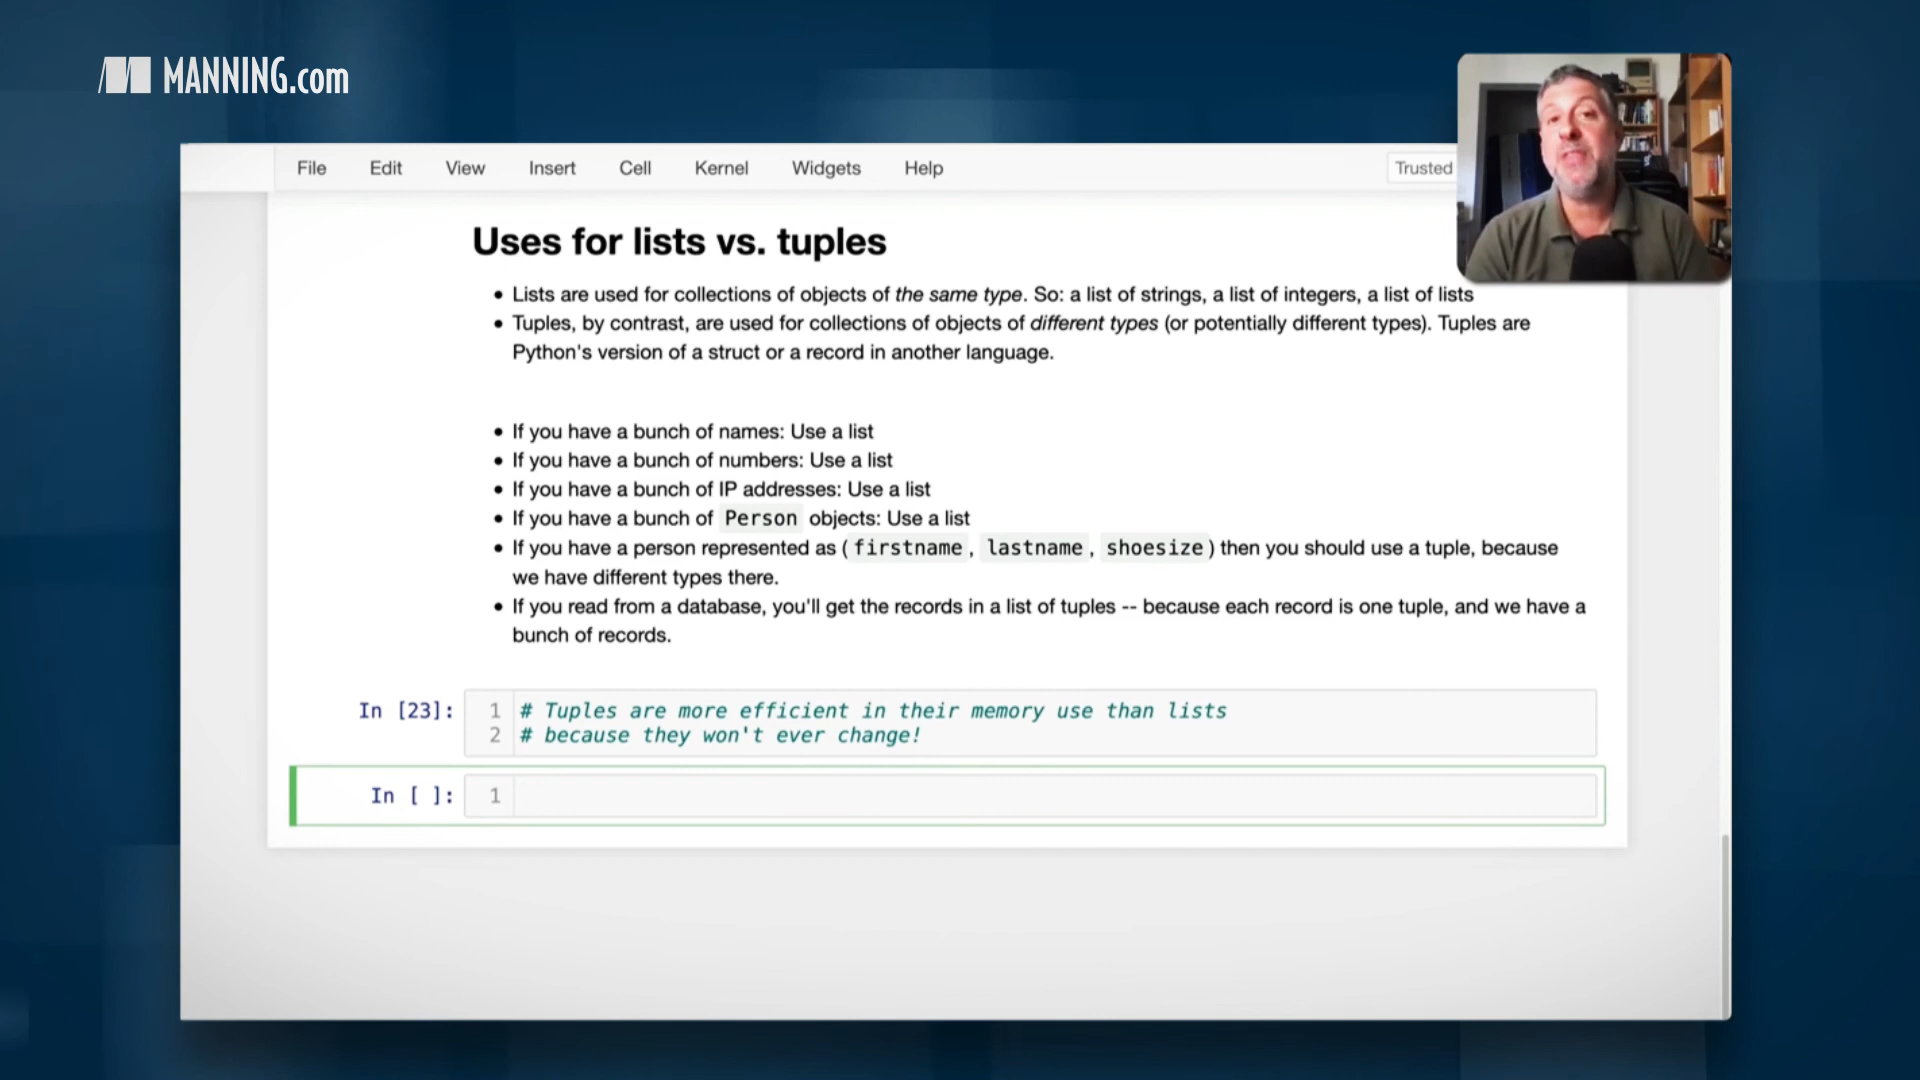 MANNING.com
File Edit View Insert Cell Kernel Widgets Help Trusted
Uses for lists vs. tuples
• Lists are used for collections of objects of the same type. So: a list of strings, a list of integers, a list of lists
• Tuples, by contrast, are used for collections of objects of different types (or potentially different types). Tuples are
Python's version of a struct or a record in another language.
• If you have a bunch of names: Use a list
• If you have a bunch of numbers: Use a list
• If you have a bunch of IP addresses: Use a list
• If you have a bunch of Person objects: Use a list
• If you have a person represented as ( firstname , lastname , shoesize ) then you should use a tuple, because
we have different types there.
• If you read from a database, you'll get the records in a list of tuples -- because each record is one tuple, and we have a
bunch of records.
In [23]: 1 # Tuples are more efficient in their memory use than lists
2 # because they won't ever change!
In [ ]: 1